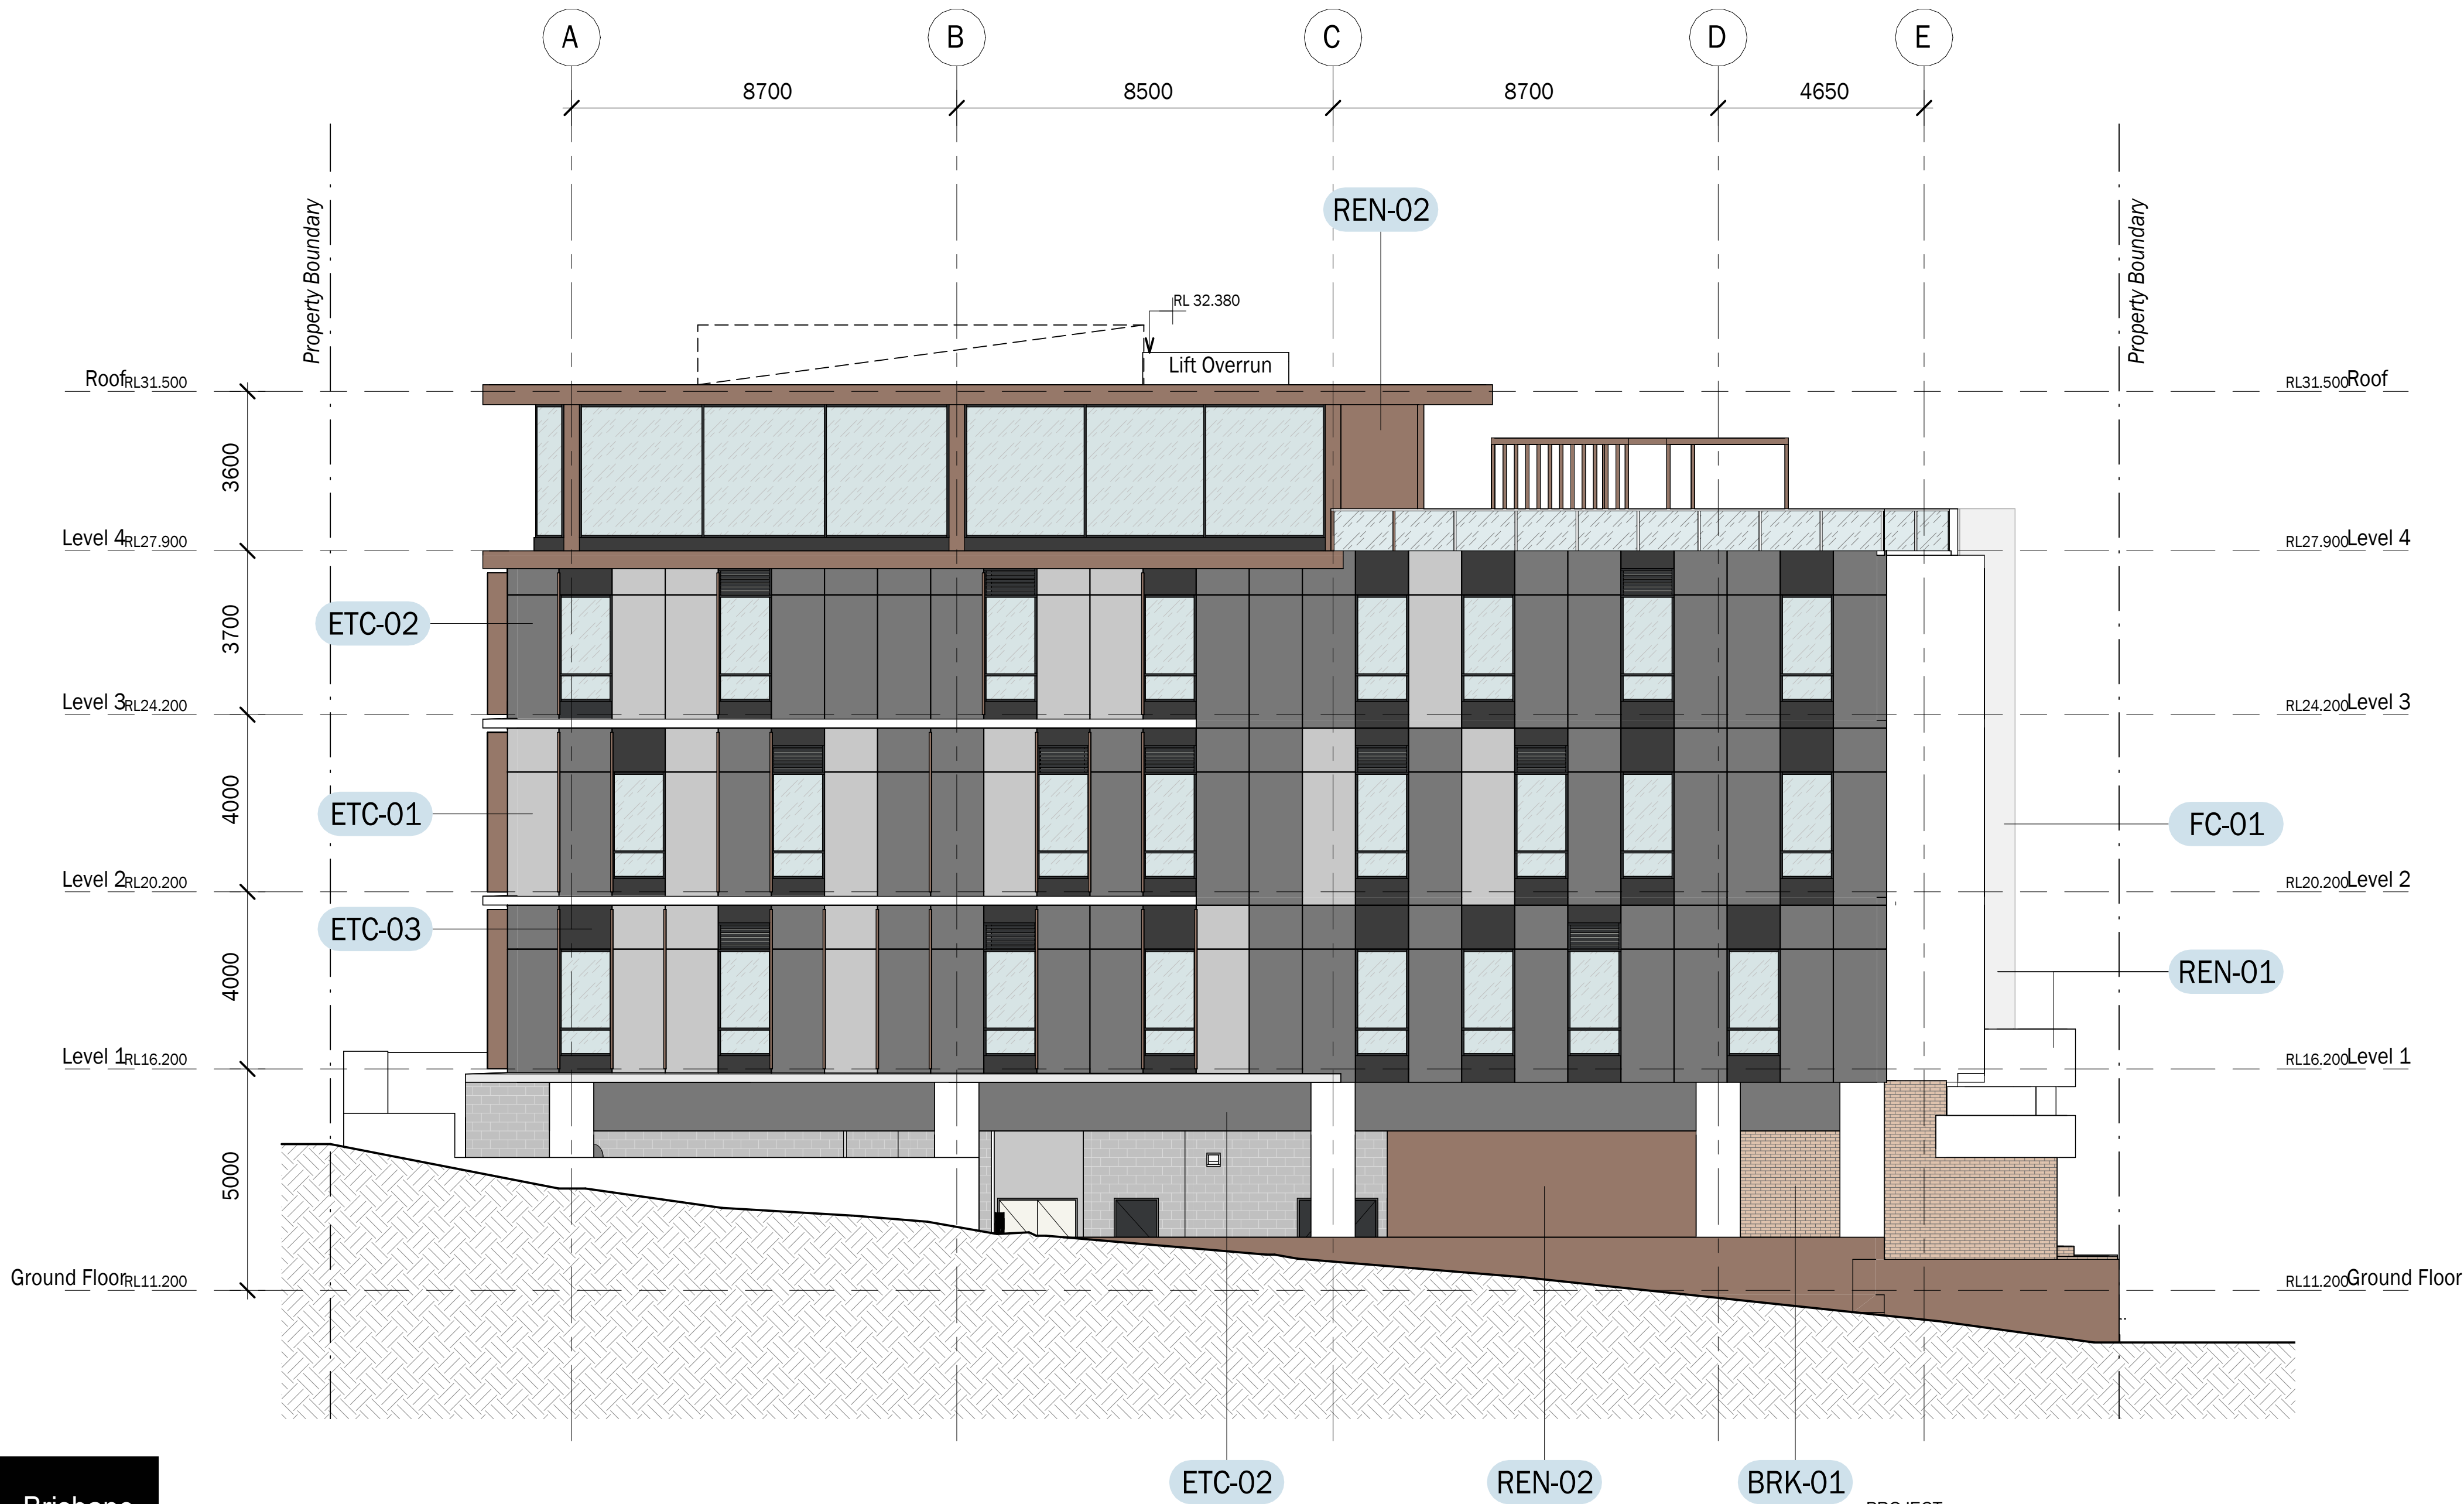 A B C D E
8700 8500 8700 4650
Property Boundary
Property Boundary
REN-02
RL 32.380
Lift Overrun
Roof RL31.500
RL31.500 Roof
3600
Level 4 RL27.900
RL27.900 Level 4
ETC-02
3700
Level 3 RL24.200
RL24.200 Level 3
4000
ETC-01
FC-01
Level 2 RL20.200
RL20.200 Level 2
ETC-03
4000
REN-01
Level 1 RL16.200
RL16.200 Level 1
5000
Ground Floor RL11.200
RL11.200 Ground Floor
ETC-02 REN-02 BRK-01
Brisbane
PROJECT